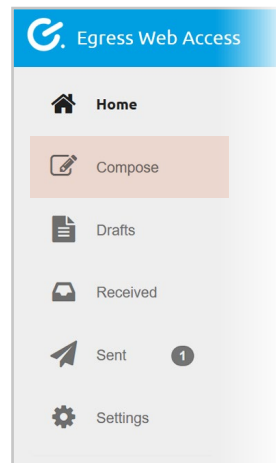 Egress Web Access
Home
Compose
Drafts
Received
Sent 1
Settings